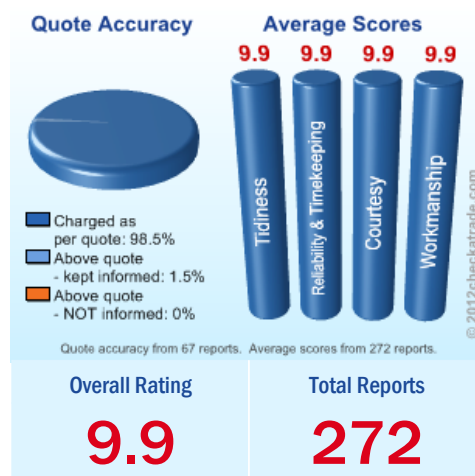 Quote Accuracy
Average Scores
9.9 9.9 9.9 9.9
Tidiness
Reliability & Timekeeping
Courtesy
Workmanship
Charged as
per quote: 98.5%
Above quote
- kept informed: 1.5%
Above quote
- NOT informed: 0%
© 2012checkatrade.com
Quote accuracy from 67 reports. Average scores from 272 reports.
Overall Rating
9.9
Total Reports
272